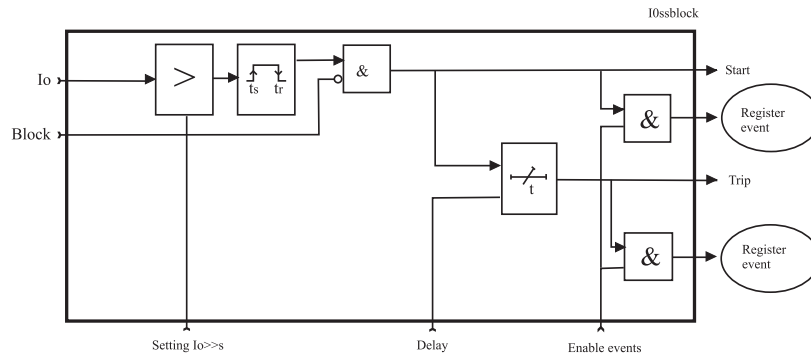 I0ssblock
Io
>
ts
tr
&
Start
Register
event
&
Block
t
Trip
&
Register
event
Setting Io>>s
Delay
Enable events